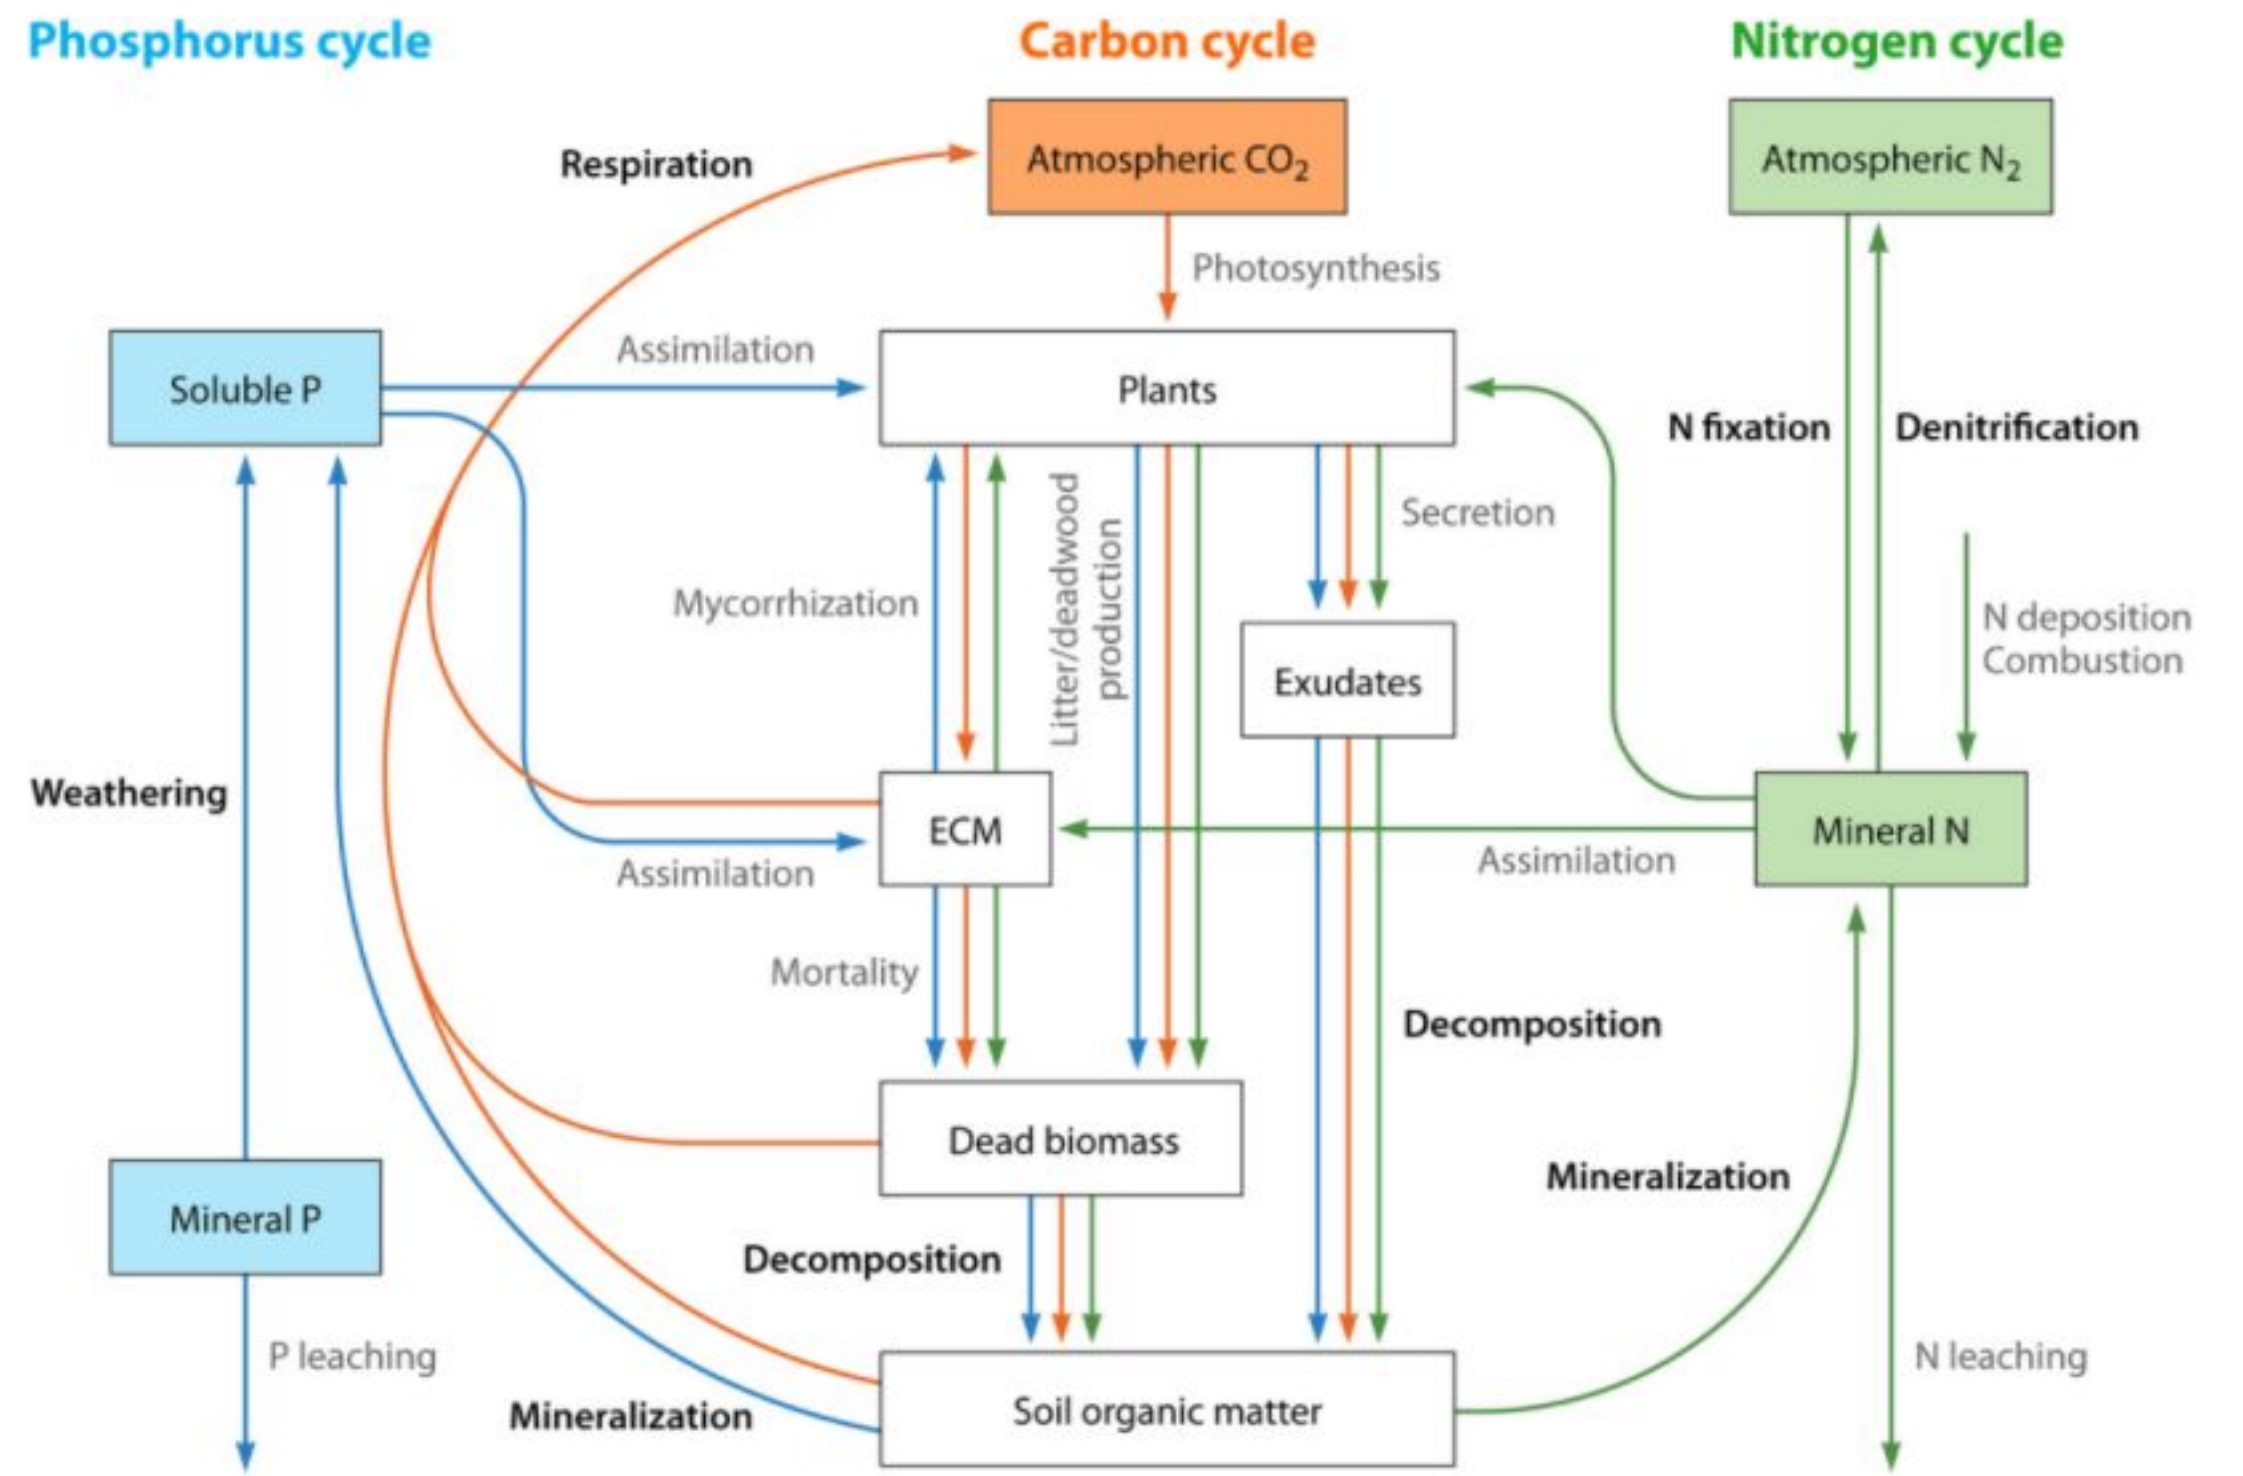 Phosphorus cycle
Carbon cycle
Nitrogen cycle
Respiration
Atmospheric CO₂
Atmospheric N₂
Photosynthesis
Soluble P
Assimilation
Plants
N fixation
Denitrification
Mycorrhization
Litter/deadwood
production
Secretion
Exudates
N deposition
Combustion
Weathering
ECM
Mineral N
Assimilation
Assimilation
Mortality
Decomposition
Dead biomass
Mineralization
Mineral P
Decomposition
P leaching
Mineralization
Soil organic matter
N leaching